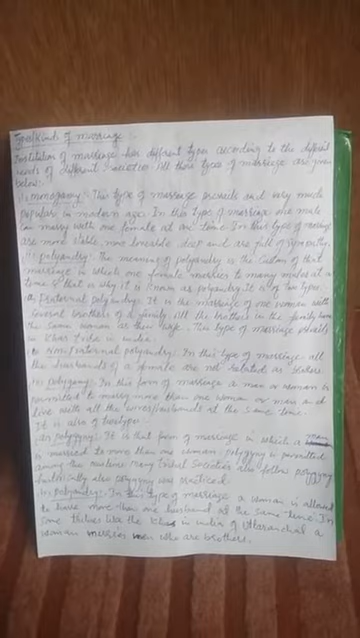 Types/Kinds of marriage :-
Institution of marriage has different types according to the different
needs of different societies. All these types of marriage are given
below:-
monogamy: This type of marriage prevails and very much
popular in modern age. In this type of marriage one male
can marry with one female at one time. In this type of marriage
are more stable, more towards deep and are full of sympathy.
polyandry: The meaning of polyandry is the custom of that
marriage in which one female marries to many males at a
time & that is why it is known as polyandry. It is of two types.
a. Fraternal polyandry: It is the marriage of one women with
several brothers of a family. All the brothers in the family have
the same woman as their wife. This type of marriage prevails
in Khas tribe in india.
Non fraternal polyandry: In this type of marriage all
the husbands of a female are not related as brothers.
polygamy: In this form of marriage a man or woman is
permitted to marry more than one woman or man and
live with all the wives/husbands at the same time.
It is also of two types.
polygyny: It is that form of marriage in which a man
is married to more than one woman. polygyny is permitted
among the muslims. Many Tribal Societies also follow polygyny
also polygyny was practiced.
polyandry: In this type of marriage a woman is allowed
to have more than one husband at the same time. In
some tribes like the Khas in india of Uttaranchal a
woman marries men who are brothers.